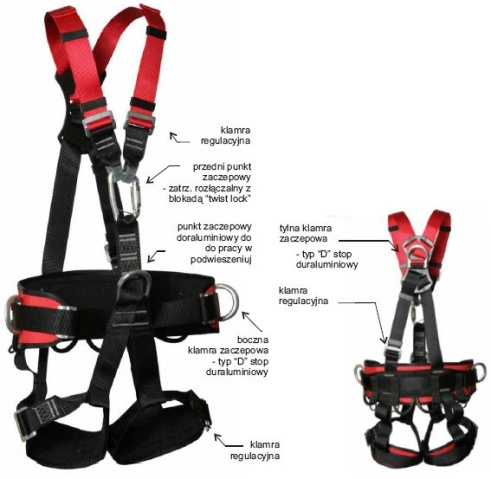 klamra
regulacyjna
przedni punkt
zaczepowy
- zatrz. rozłączalny z
blokadą "twist lock"
punkt zaczepowy
doraluminiowy do
do pracy w
podwieszeniuj
boczna
klamra zaczepowa
- typ "D" stop
duraluminiowy
klamra
regulacyjna
tylna klamra
zaczepowa
- typ "D" stop
duraluminiowy
klamra
regulacyjna